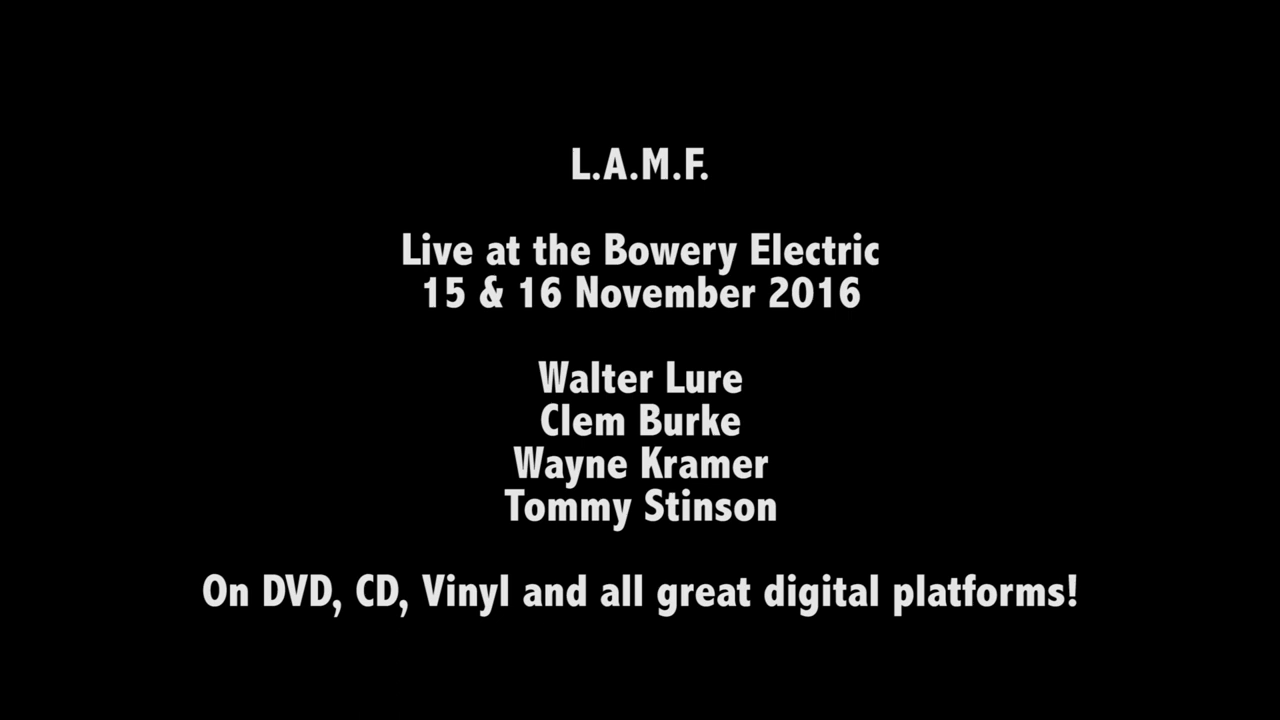 L.A.M.F.
Live at the Bowery Electric
15 & 16 November 2016
Walter Lure
Clem Burke
Wayne Kramer
Tommy Stinson
On DVD, CD, Vinyl and all great digital platforms!